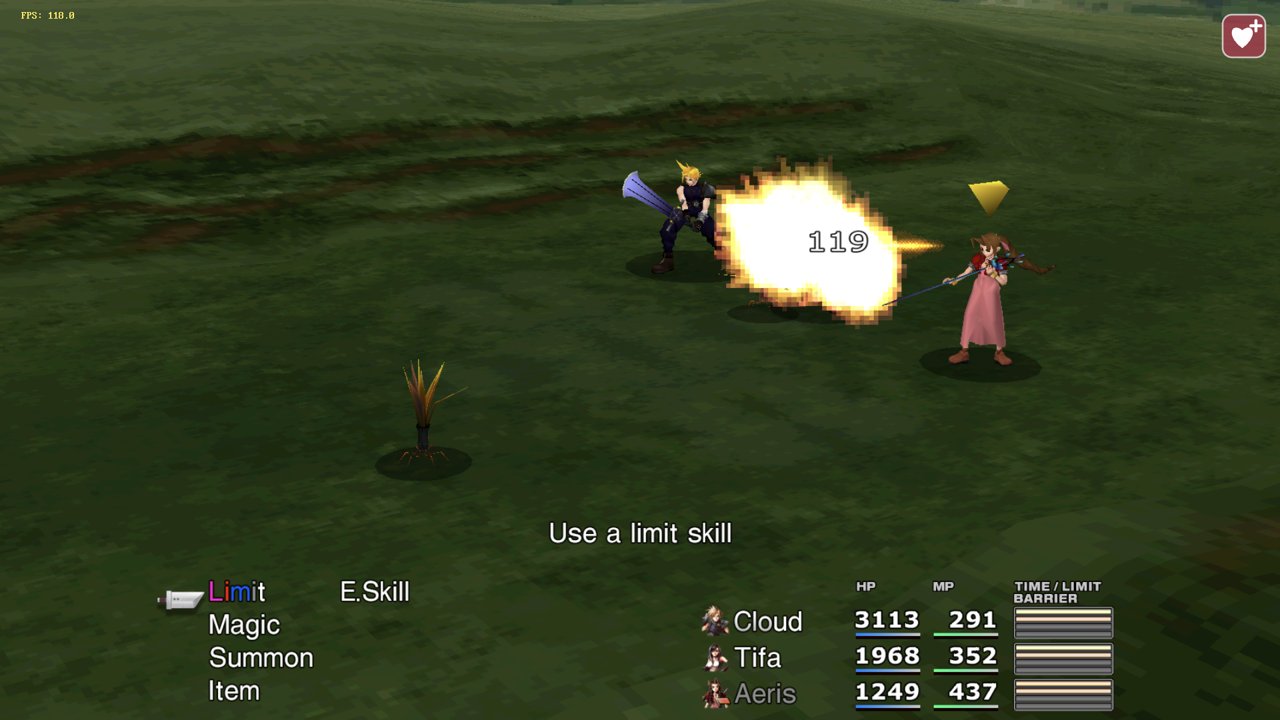 FPS: 118.0
119
Use a limit skill
Limit E.Skill
Magic
Summon
Item
HP MP TIME / LIMIT
BARRIER
Cloud 3113 291
Tifa 1968 352
Aeris 1249 437